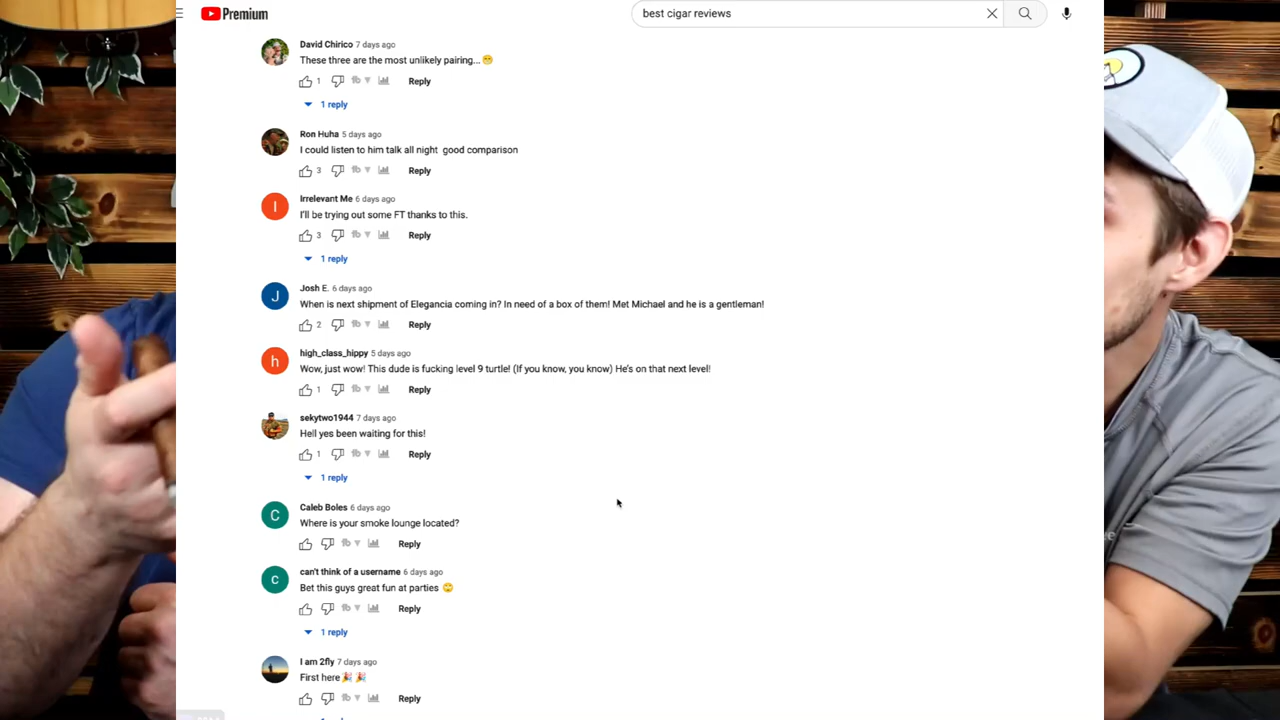 Premium
best cigar reviews
David Chirico 7 days ago
These three are the most unlikely pairing... 😁
1
Reply
1 reply
Ron Huha 5 days ago
I could listen to him talk all night good comparison
3
Reply
Irrelevant Me 6 days ago
I'll be trying out some FT thanks to this.
3
Reply
1 reply
Josh E. 6 days ago
When is next shipment of Elegancia coming in? In need of a box of them! Met Michael and he is a gentleman!
2
Reply
high_class_hippy 5 days ago
Wow, just wow! This dude is fucking level 9 turtle! (If you know, you know) He's on that next level!
1
Reply
sekytwo1944 7 days ago
Hell yes been waiting for this!
1
Reply
1 reply
Caleb Boles 6 days ago
Where is your smoke lounge located?
Reply
can't think of a username 6 days ago
Bet this guys great fun at parties 🙄
Reply
1 reply
I am 2fly 7 days ago
First here🎉 🎉
Reply